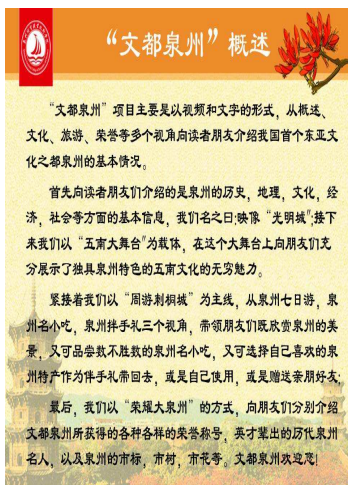 “文都泉州”概述
“文都泉州”项目主要是以视频和文字的形式，从概述、
文化、旅游、荣誉等多个视角向读者朋友介绍我国首个东亚文
化之都泉州的基本情况。
首先向读者朋友们介绍的是泉州的历史，地理，文化，经
济，社会等方面的基本信息，我们名之曰:映像“光明城";接下
来我们以“五南大舞台"为载体，在这个大舞台上向朋友们充
分展示了独具泉州特色的五南文化的无穷魅力。
紧接着我们以“周游刺桐城”为主线，从泉州七日游，泉
州名小吃，泉州拌手礼三个视角，带领朋友们既欣赏泉州的美
景，又可品尝数不胜数的泉州名小吃，又可选择自己喜欢的泉
州特产作为伴手礼带回去，或是自己使用，或是赠送亲朋好友;
最后，我们以“荣耀大泉州”的方式，向朋友们分别介绍
文都泉州所获得的各种各样的荣誉称号，英才辈出的历代泉州
名人，以及泉州的市标，市树，市花等。文都泉州欢迎您!